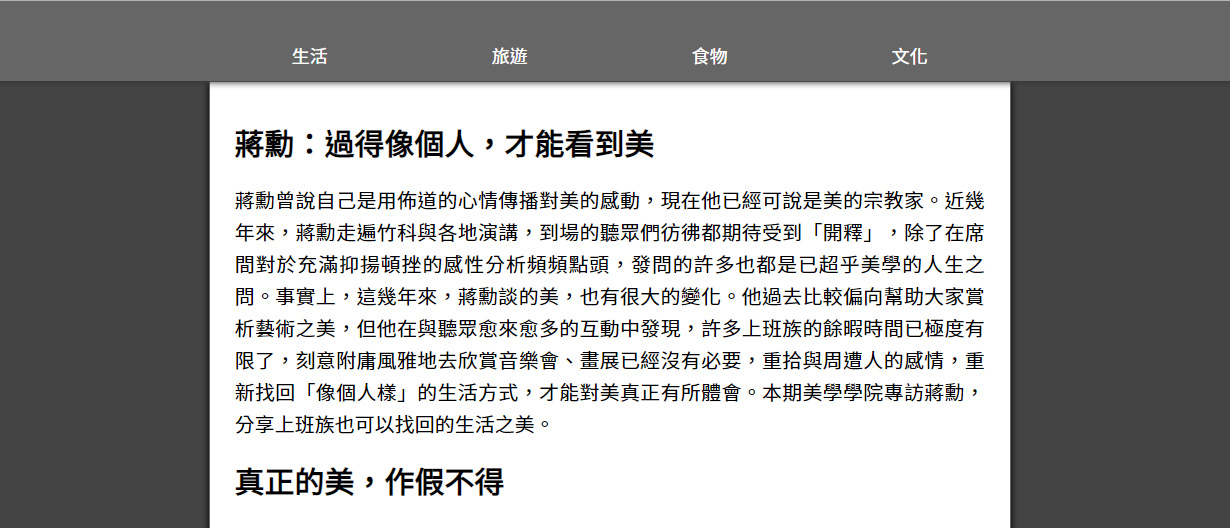 生活 旅遊 食物 文化
蔣勳：過得像個人，才能看到美
蔣勳曾說自己是用佈道的心情傳播對美的感動，現在他已經可說是美的宗教家。近幾
年來，蔣勳走遍竹科與各地演講，到場的聽眾們彷彿都期待受到「開釋」，除了在席
間對於充滿抑揚頓挫的感性分析頻頻點頭，發問的許多也都是已超乎美學的人生之
問。事實上，這幾年來，蔣勳談的美，也有很大的變化。他過去比較偏向幫助大家賞
析藝術之美，但他在與聽眾愈來愈多的互動中發現，許多上班族的餘暇時間已極度有
限了，刻意附庸風雅地去欣賞音樂會、畫展已經沒有必要，重拾與周遭人的感情，重
新找回「像個人樣」的生活方式，才能對美真正有所體會。本期美學學院專訪蔣勳，
分享上班族也可以找回的生活之美。
真正的美，作假不得